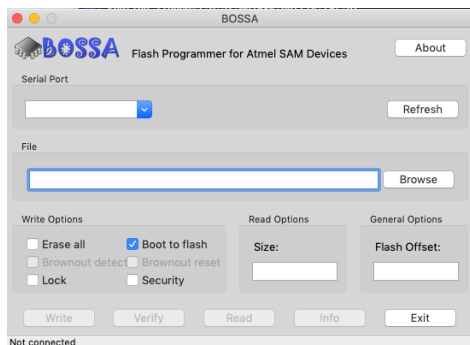 BOSSA
BOSSA Flash Programmer for Atmel SAM Devices About
Serial Port
Refresh
File
Browse
Write Options Read Options General Options
Erase all Boot to flash Size: Flash Offset:
Brownout detect Brownout reset
Lock Security
Write Verify Read Info Exit
Not connected